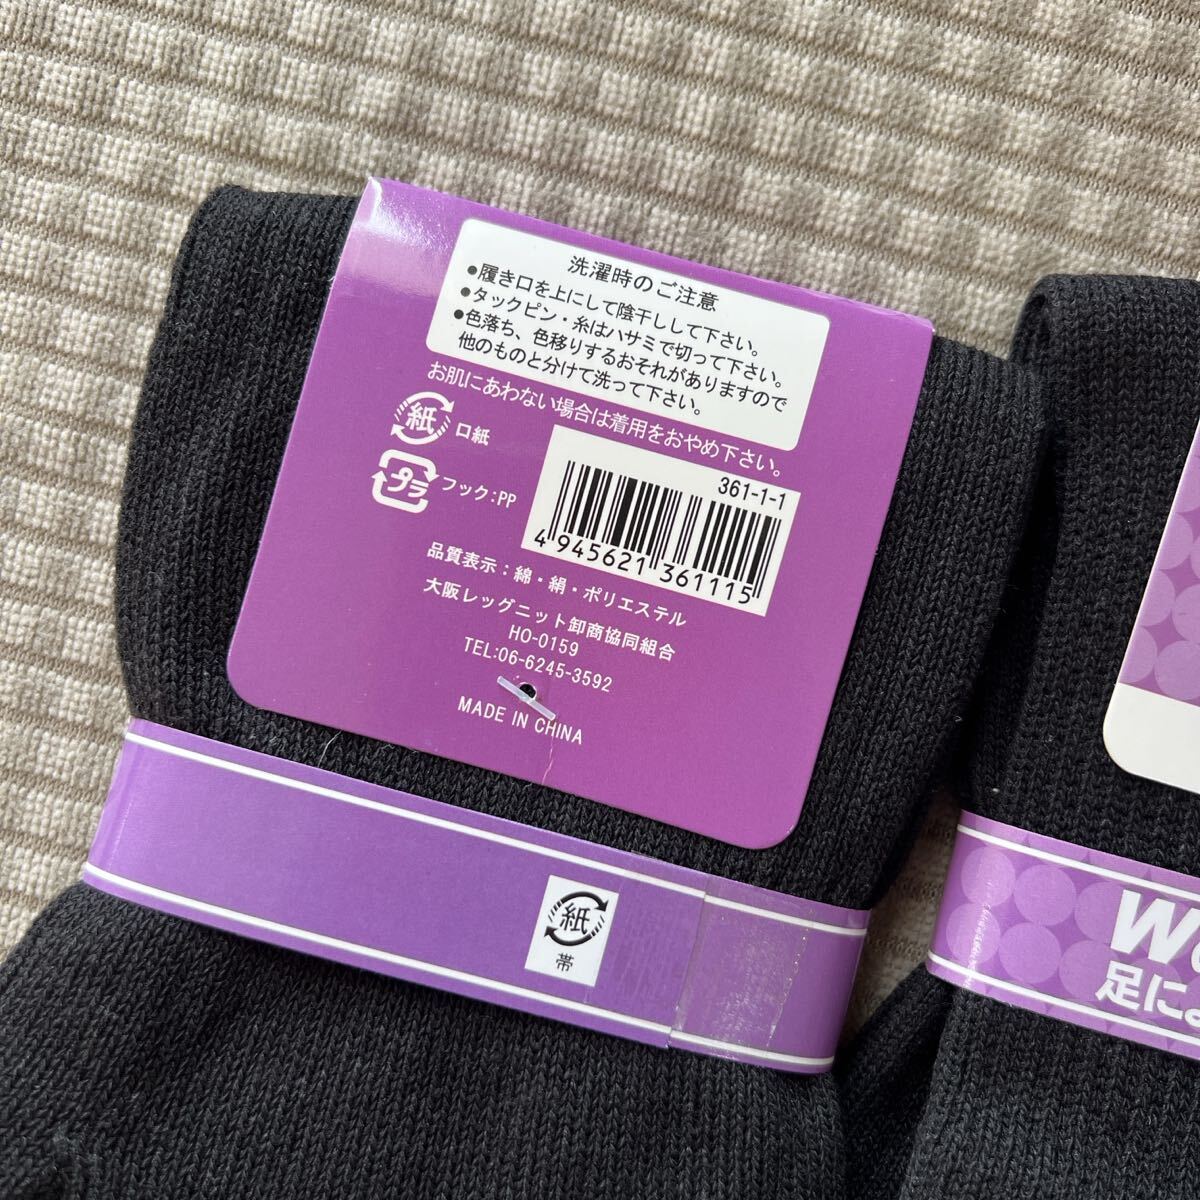 洗濯時のご注意
●履き口を上にして陰干しして下さい。
●タックピン・糸はハサミで切って下さい。
●色落ち、色移りするおそれがありますので
他のものと分けて洗って下さい。
お肌にあわない場合は着用をおやめ下さい。
紙 口紙
プラ フック:PP
361-1-1
4 945621 361115
品質表示：綿・絹・ポリエステル
大阪レッグニット卸商協同組合
HO-0159
TEL:06-6245-3592
MADE IN CHINA
紙
帯
W
足に